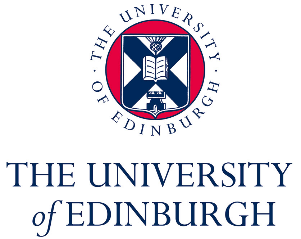 · THE UNIVERSITY ·
OF EDINBURGH
THE UNIVERSITY
of EDINBURGH